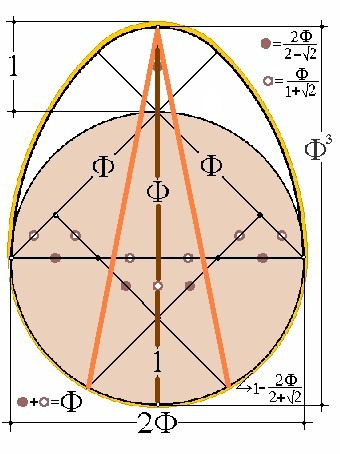 1
●=2Φ/2-√2
○=Φ/1+√2
Φ³
Φ Φ
Φ
1
→1-2Φ/2+√2
●+○=Φ
2Φ